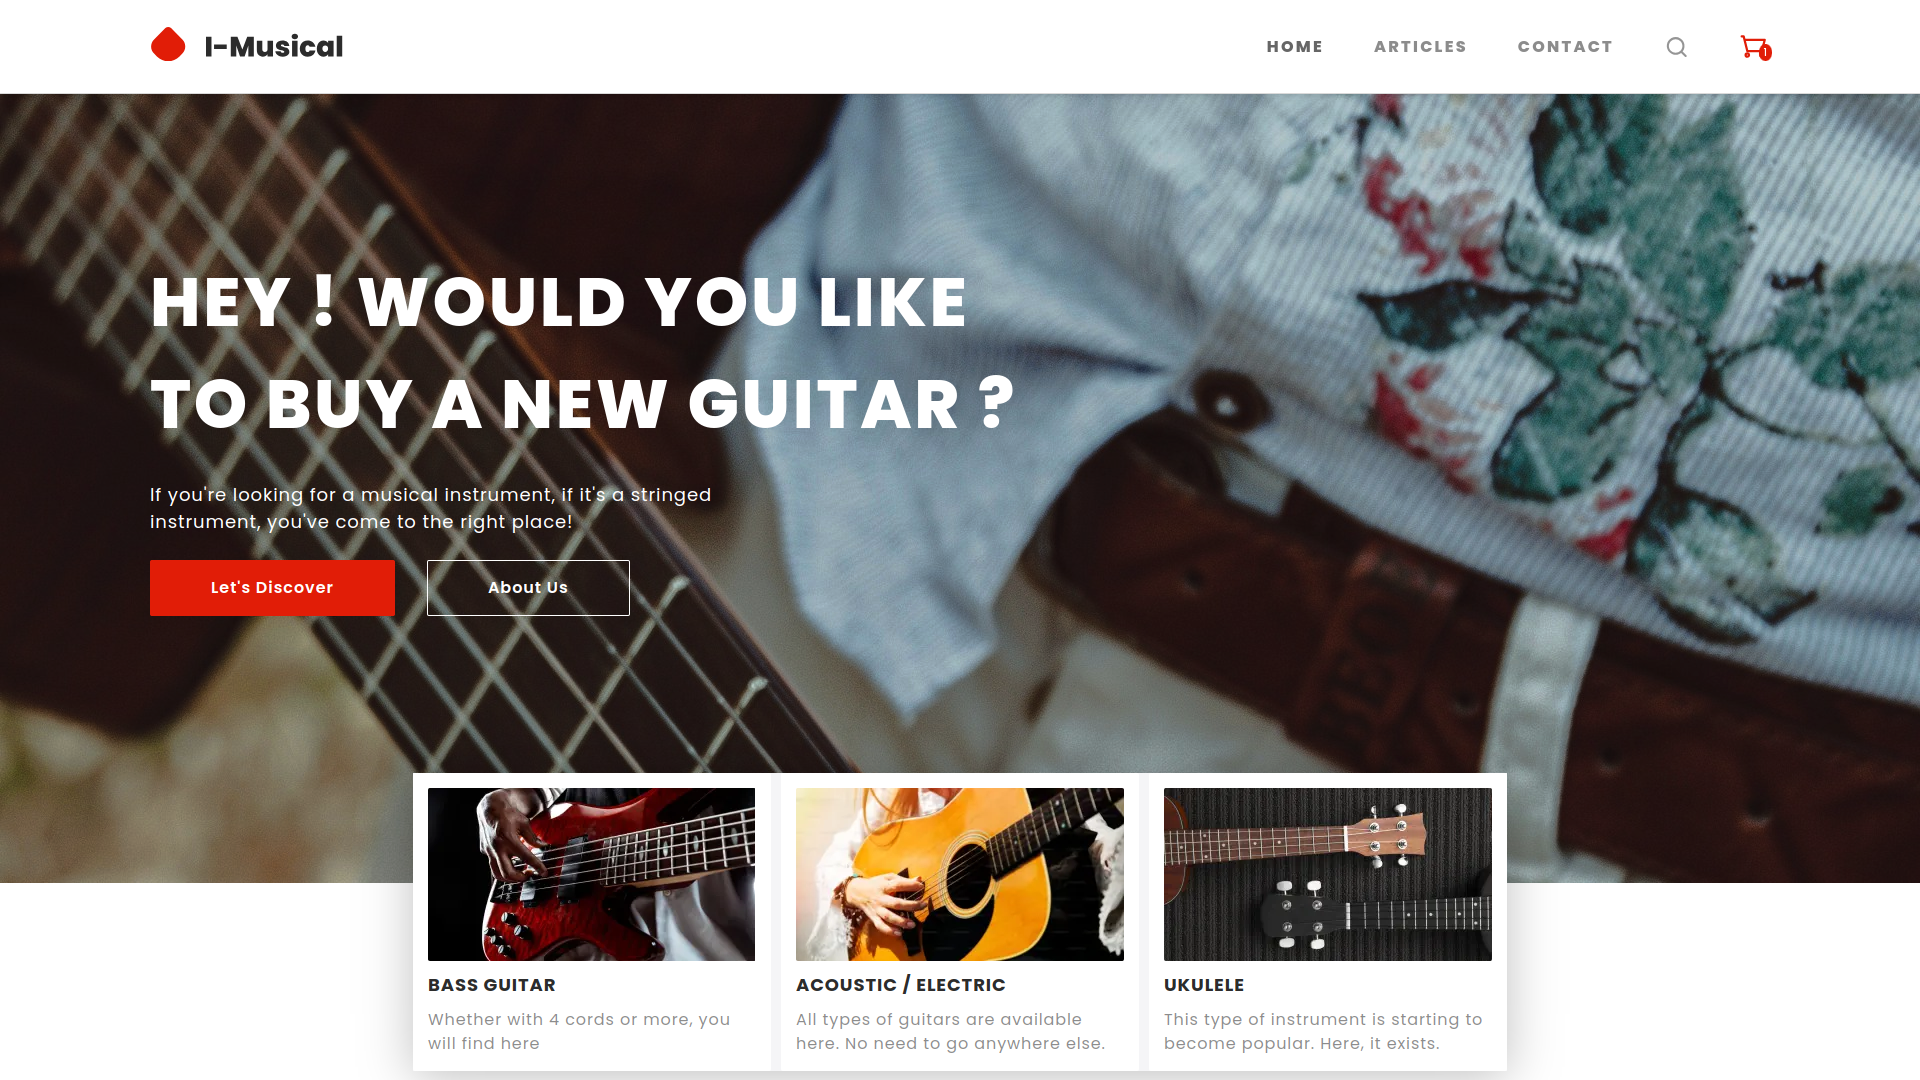 I-Musical
HOME
ARTICLES
CONTACT
1
HEY ! WOULD YOU LIKE
TO BUY A NEW GUITAR ?
If you're looking for a musical instrument, if it's a stringed
instrument, you've come to the right place!
Let's Discover
About Us
BASS GUITAR
Whether with 4 cords or more, you
will find here
ACOUSTIC / ELECTRIC
All types of guitars are available
here. No need to go anywhere else.
UKULELE
This type of instrument is starting to
become popular. Here, it exists.